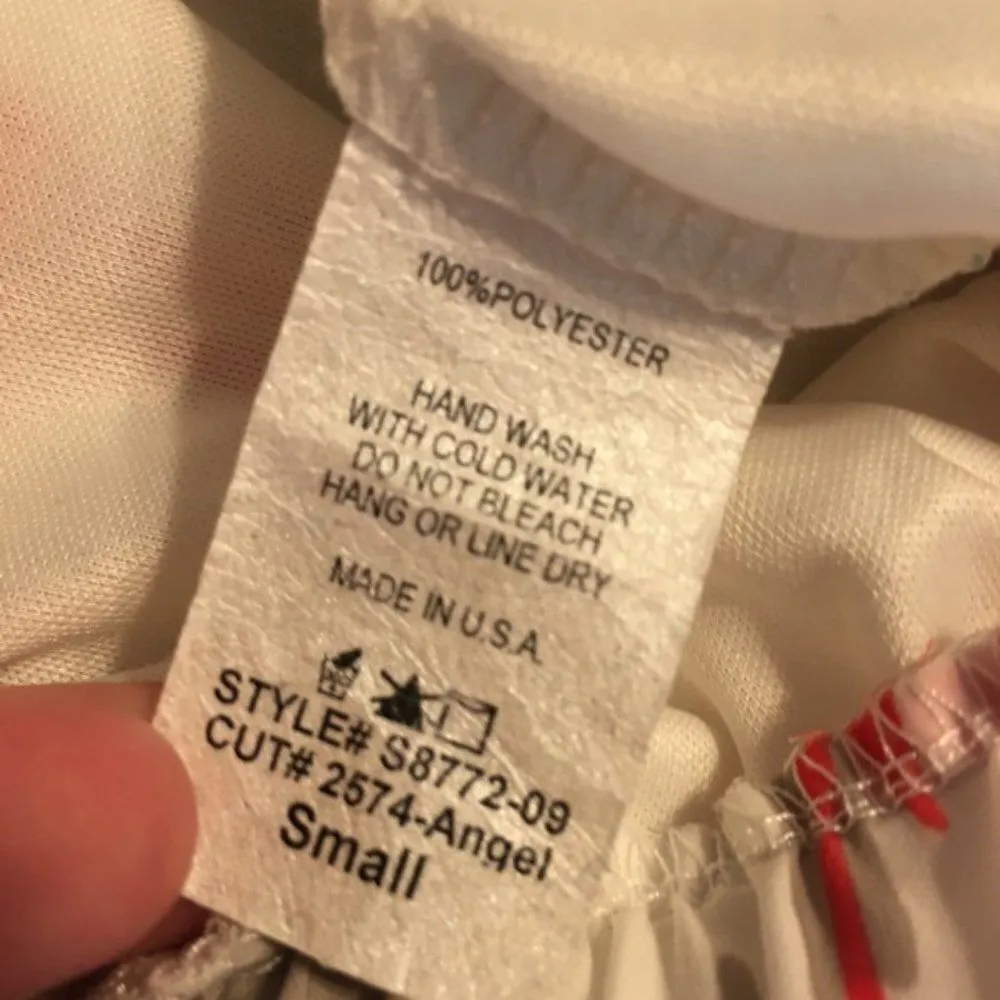 100%POLYESTER
HAND WASH
WITH COLD WATER
DO NOT BLEACH
HANG OR LINE DRY
MADE IN U.S.A.
STYLE# S8772-09
CUT# 2574-Angel
Small